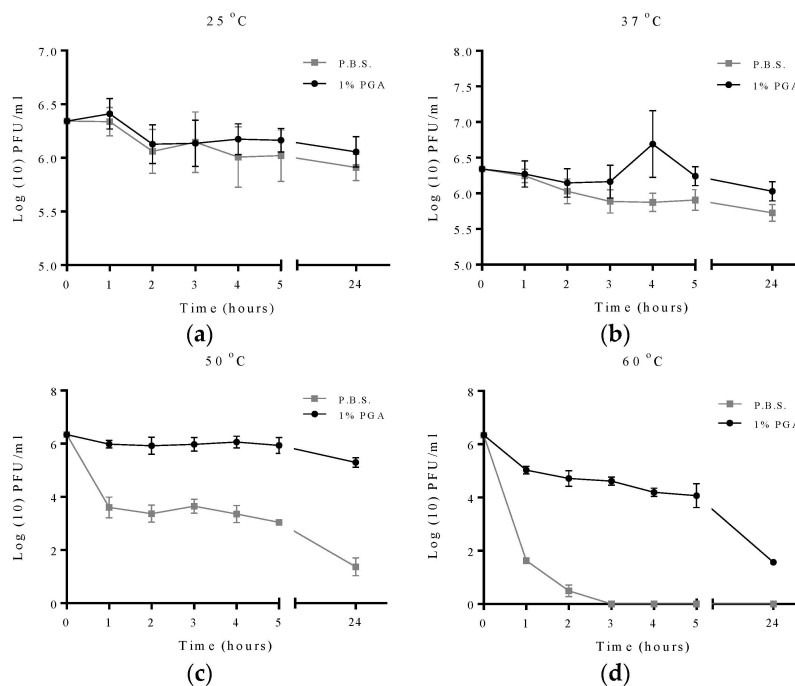 25 °C
7.0
6.5
6.0
5.5
5.0
Log (10) PFU/ml
P.B.S.
1% PGA
0 1 2 3 4 5 24
Time (hours)
(a)
37 °C
8.0
7.5
7.0
6.5
6.0
5.5
5.0
Log (10) PFU/ml
P.B.S.
1% PGA
0 1 2 3 4 5 24
Time (hours)
(b)
50 °C
8
6
4
2
0
Log (10) PFU/ml
P.B.S.
1% PGA
0 1 2 3 4 5 24
Time (hours)
(c)
60 °C
8
6
4
2
0
Log (10) PFU/ml
P.B.S.
1% PGA
0 1 2 3 4 5 24
Time (hours)
(d)